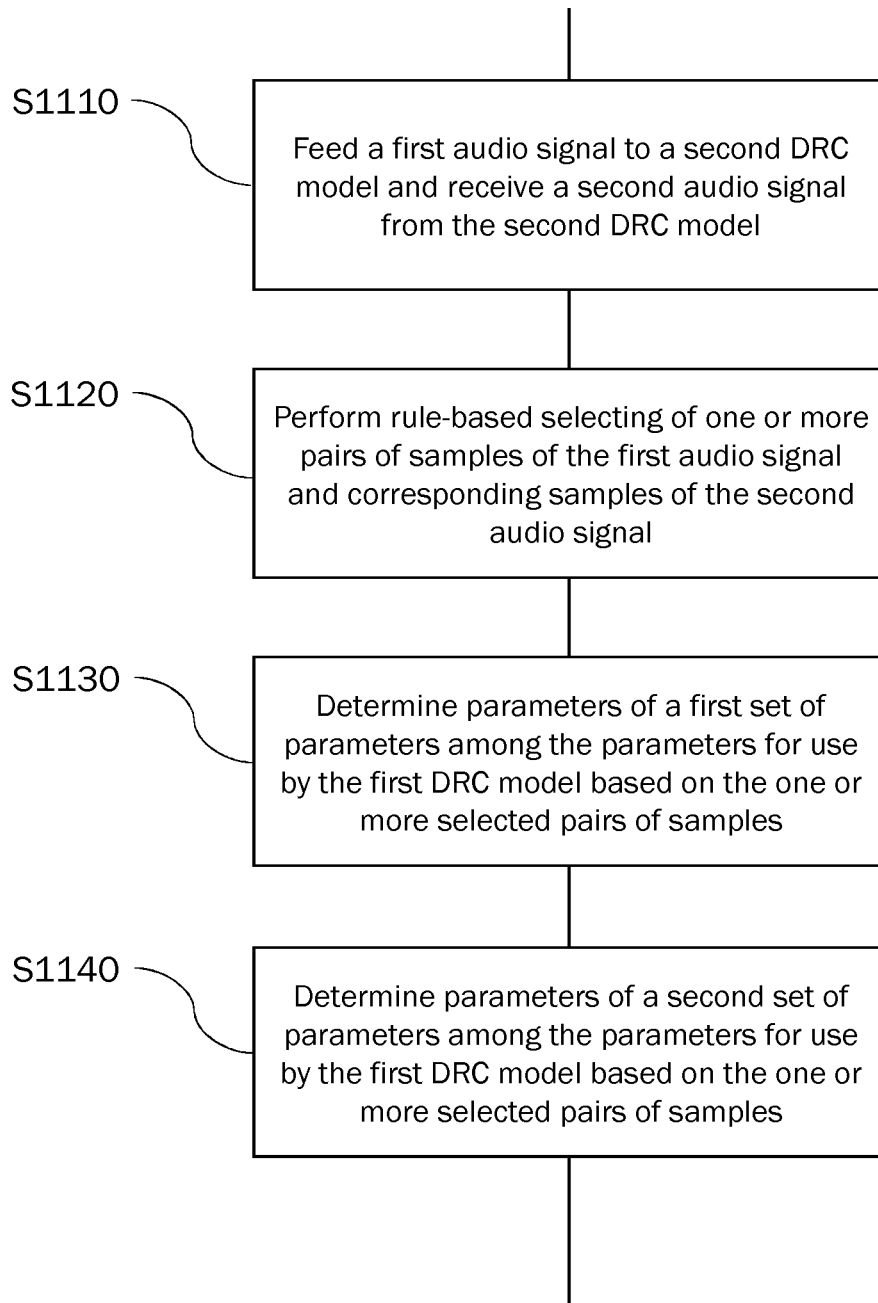 S1110
Feed a first audio signal to a second DRC
model and receive a second audio signal
from the second DRC model
S1120
Perform rule-based selecting of one or more
pairs of samples of the first audio signal
and corresponding samples of the second
audio signal
S1130
Determine parameters of a first set of
parameters among the parameters for use
by the first DRC model based on the one or
more selected pairs of samples
S1140
Determine parameters of a second set of
parameters among the parameters for use
by the first DRC model based on the one or
more selected pairs of samples